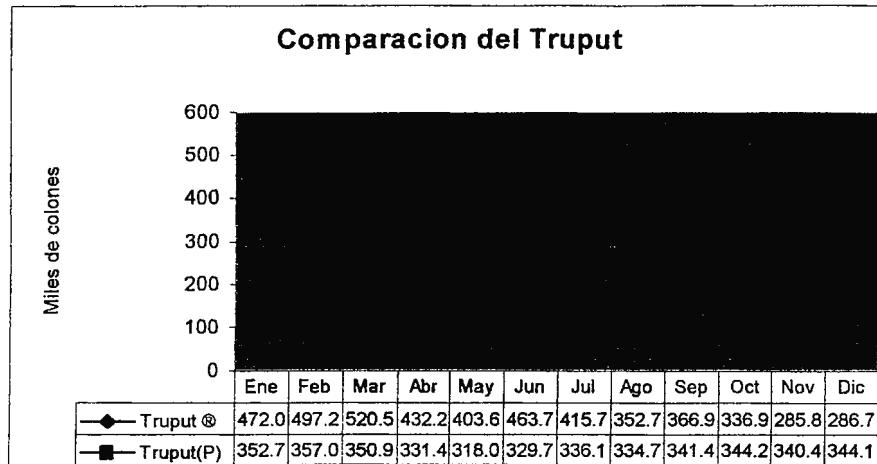 Comparacion del Truput
Miles de colones
600
500
400
300
200
100
0
Ene Feb Mar Abr May Jun Jul Ago Sep Oct Nov Dic
Truput ® 472.0 497.2 520.5 432.2 403.6 463.7 415.7 352.7 366.9 336.9 285.8 286.7
Truput(P) 352.7 357.0 350.9 331.4 318.0 329.7 336.1 334.7 341.4 344.2 340.4 344.1